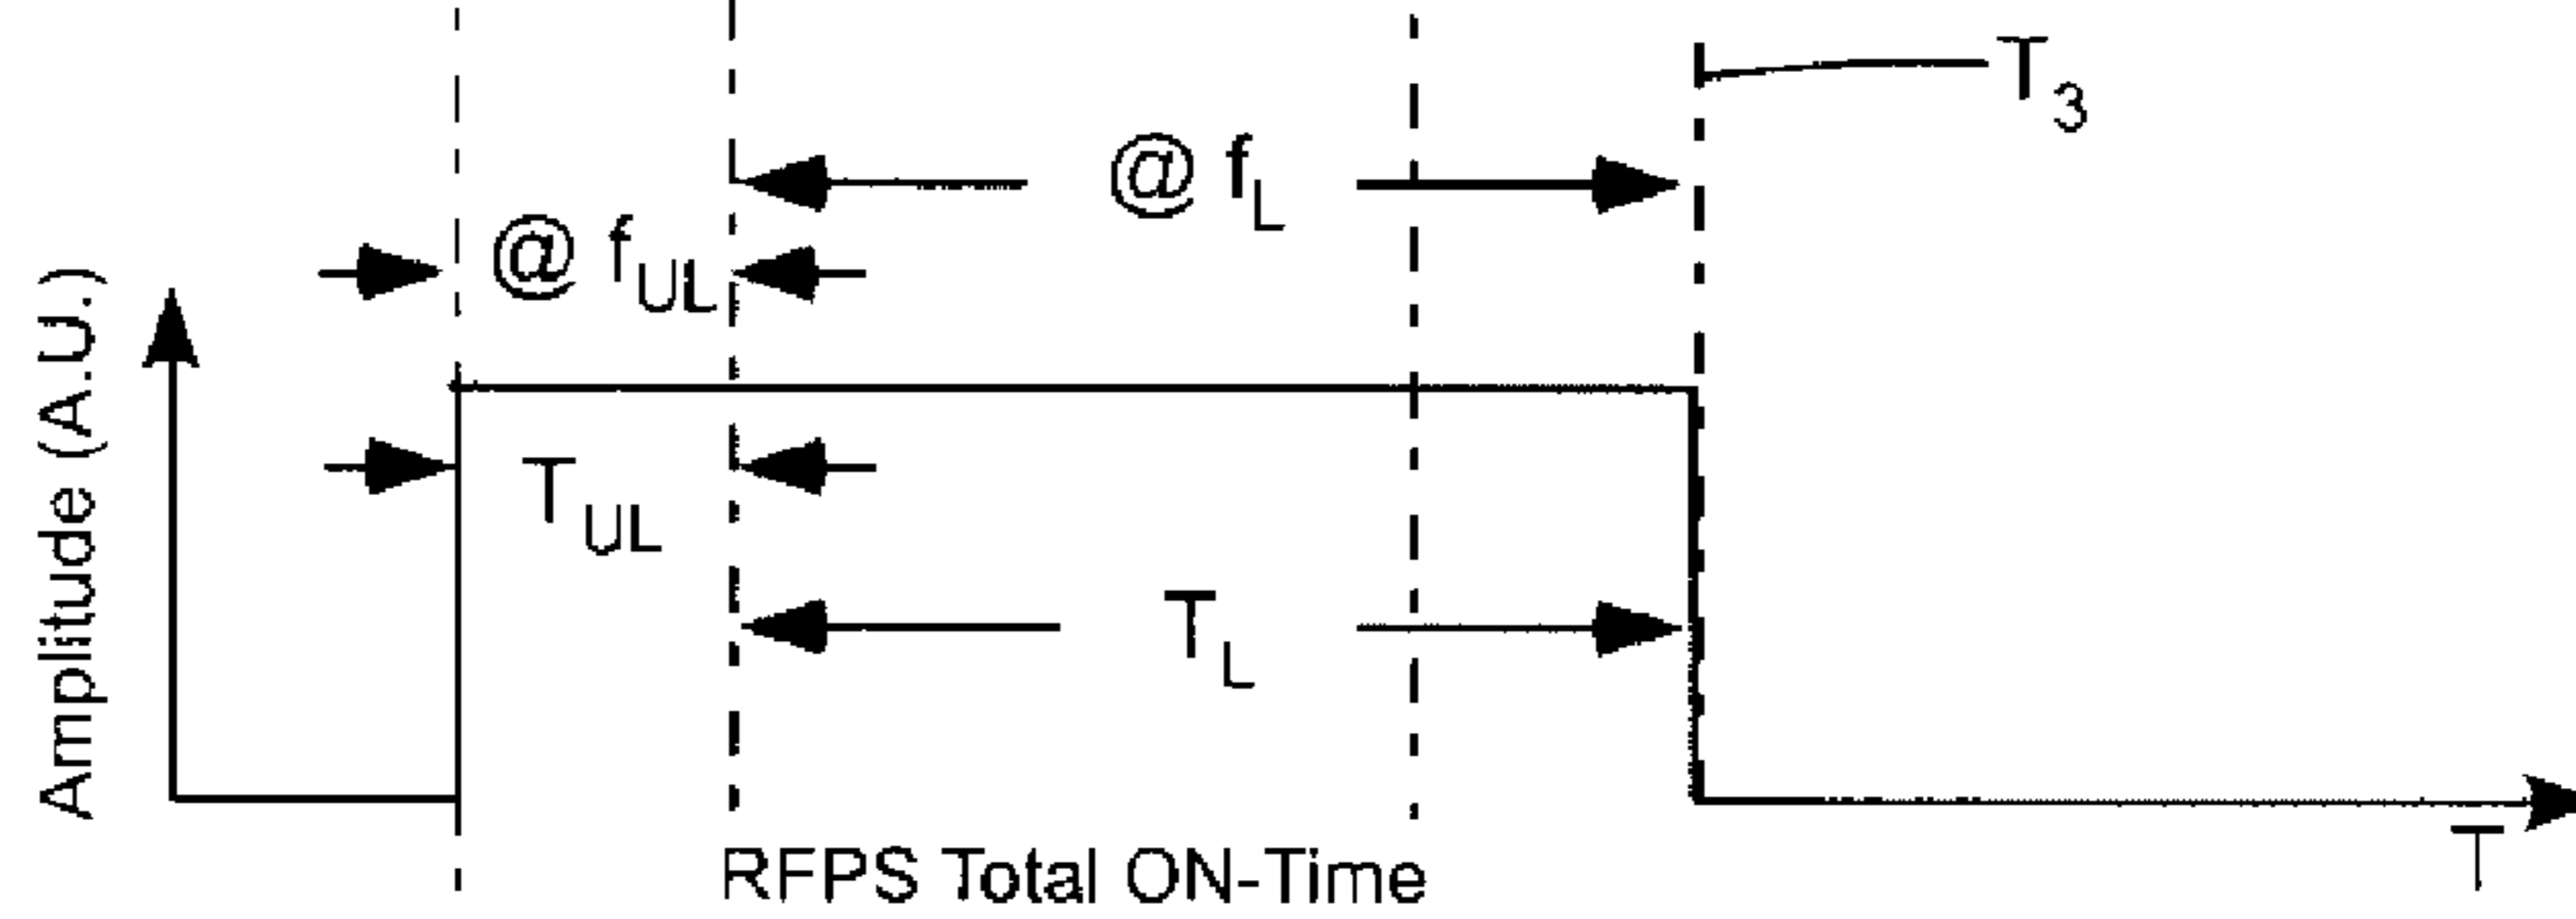 T3
@ fL
@ fUL
Amplitude (A.U.)
TUL
TL
RFPS Total ON-Time
T